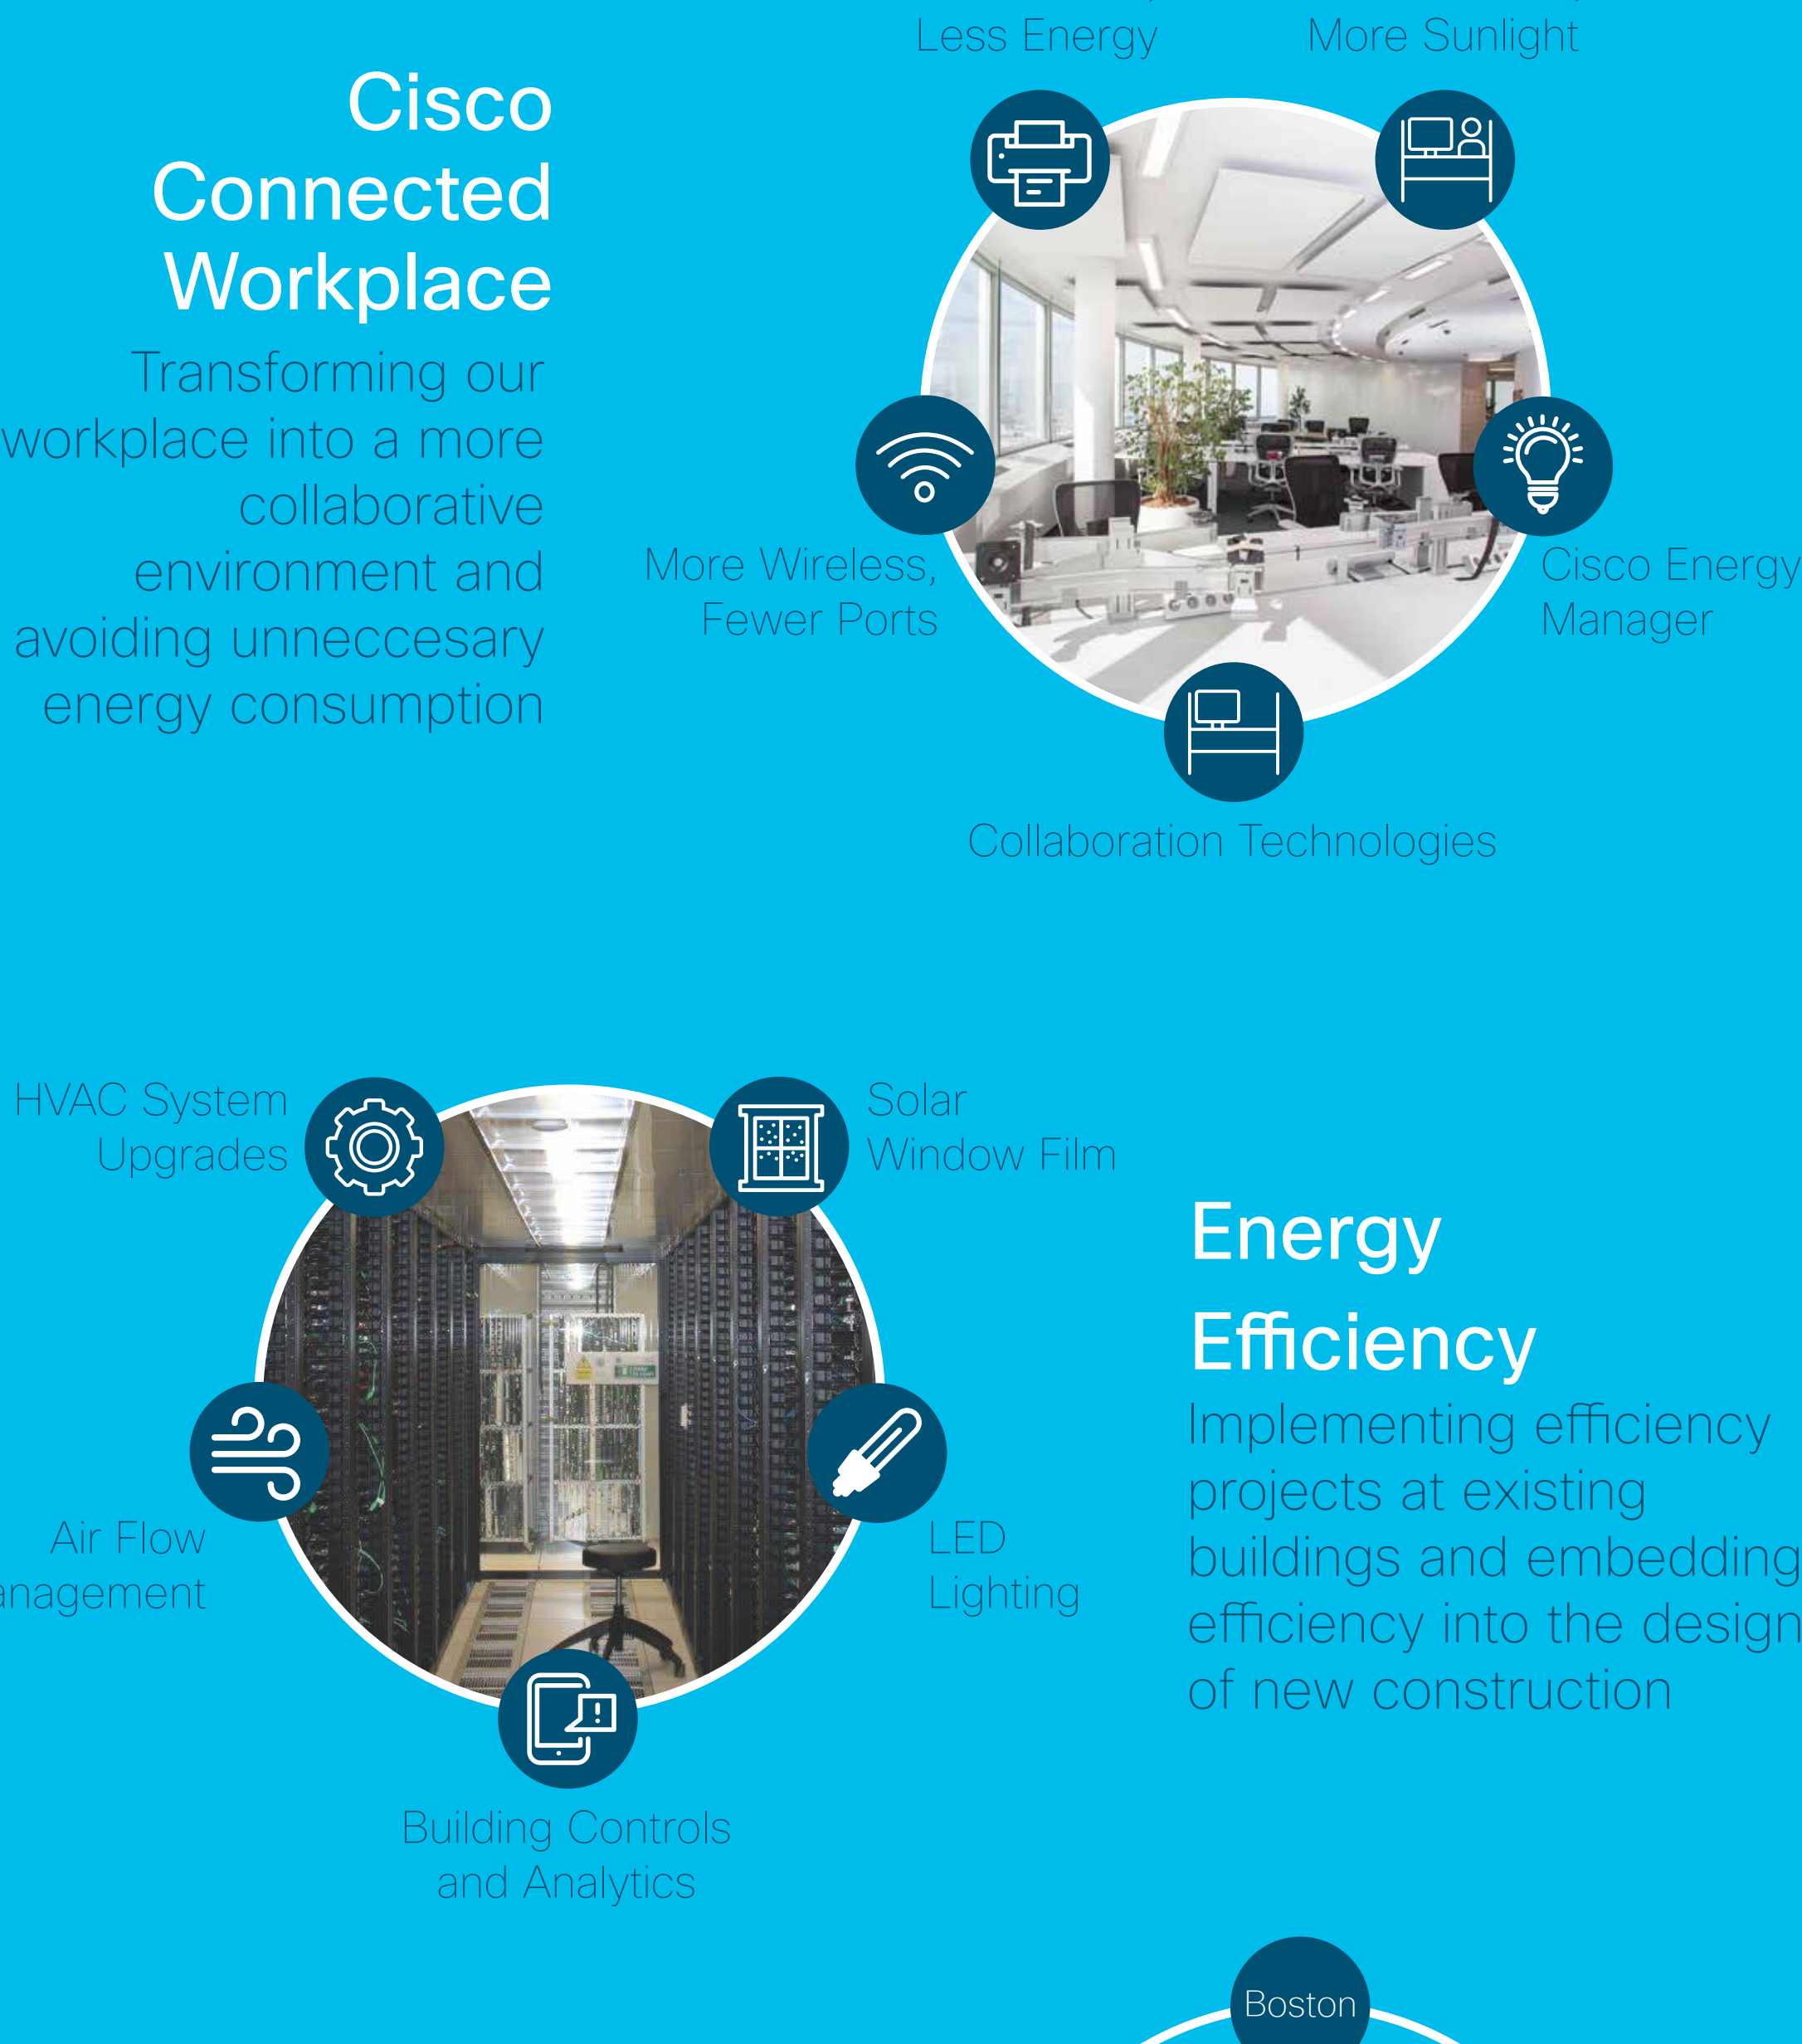 Less Energy
More Sunlight
Cisco
Connected
Workplace
Transforming our
workplace into a more
collaborative
environment and
avoiding unneccesary
energy consumption
More Wireless,
Fewer Ports
Cisco Energy
Manager
Collaboration Technologies
HVAC System
Upgrades
Solar
Window Film
Energy
Efficiency
Implementing efficiency
projects at existing
buildings and embedding
efficiency into the design
of new construction
Air Flow
anagement
LED
Lighting
Building Controls
and Analytics
Boston